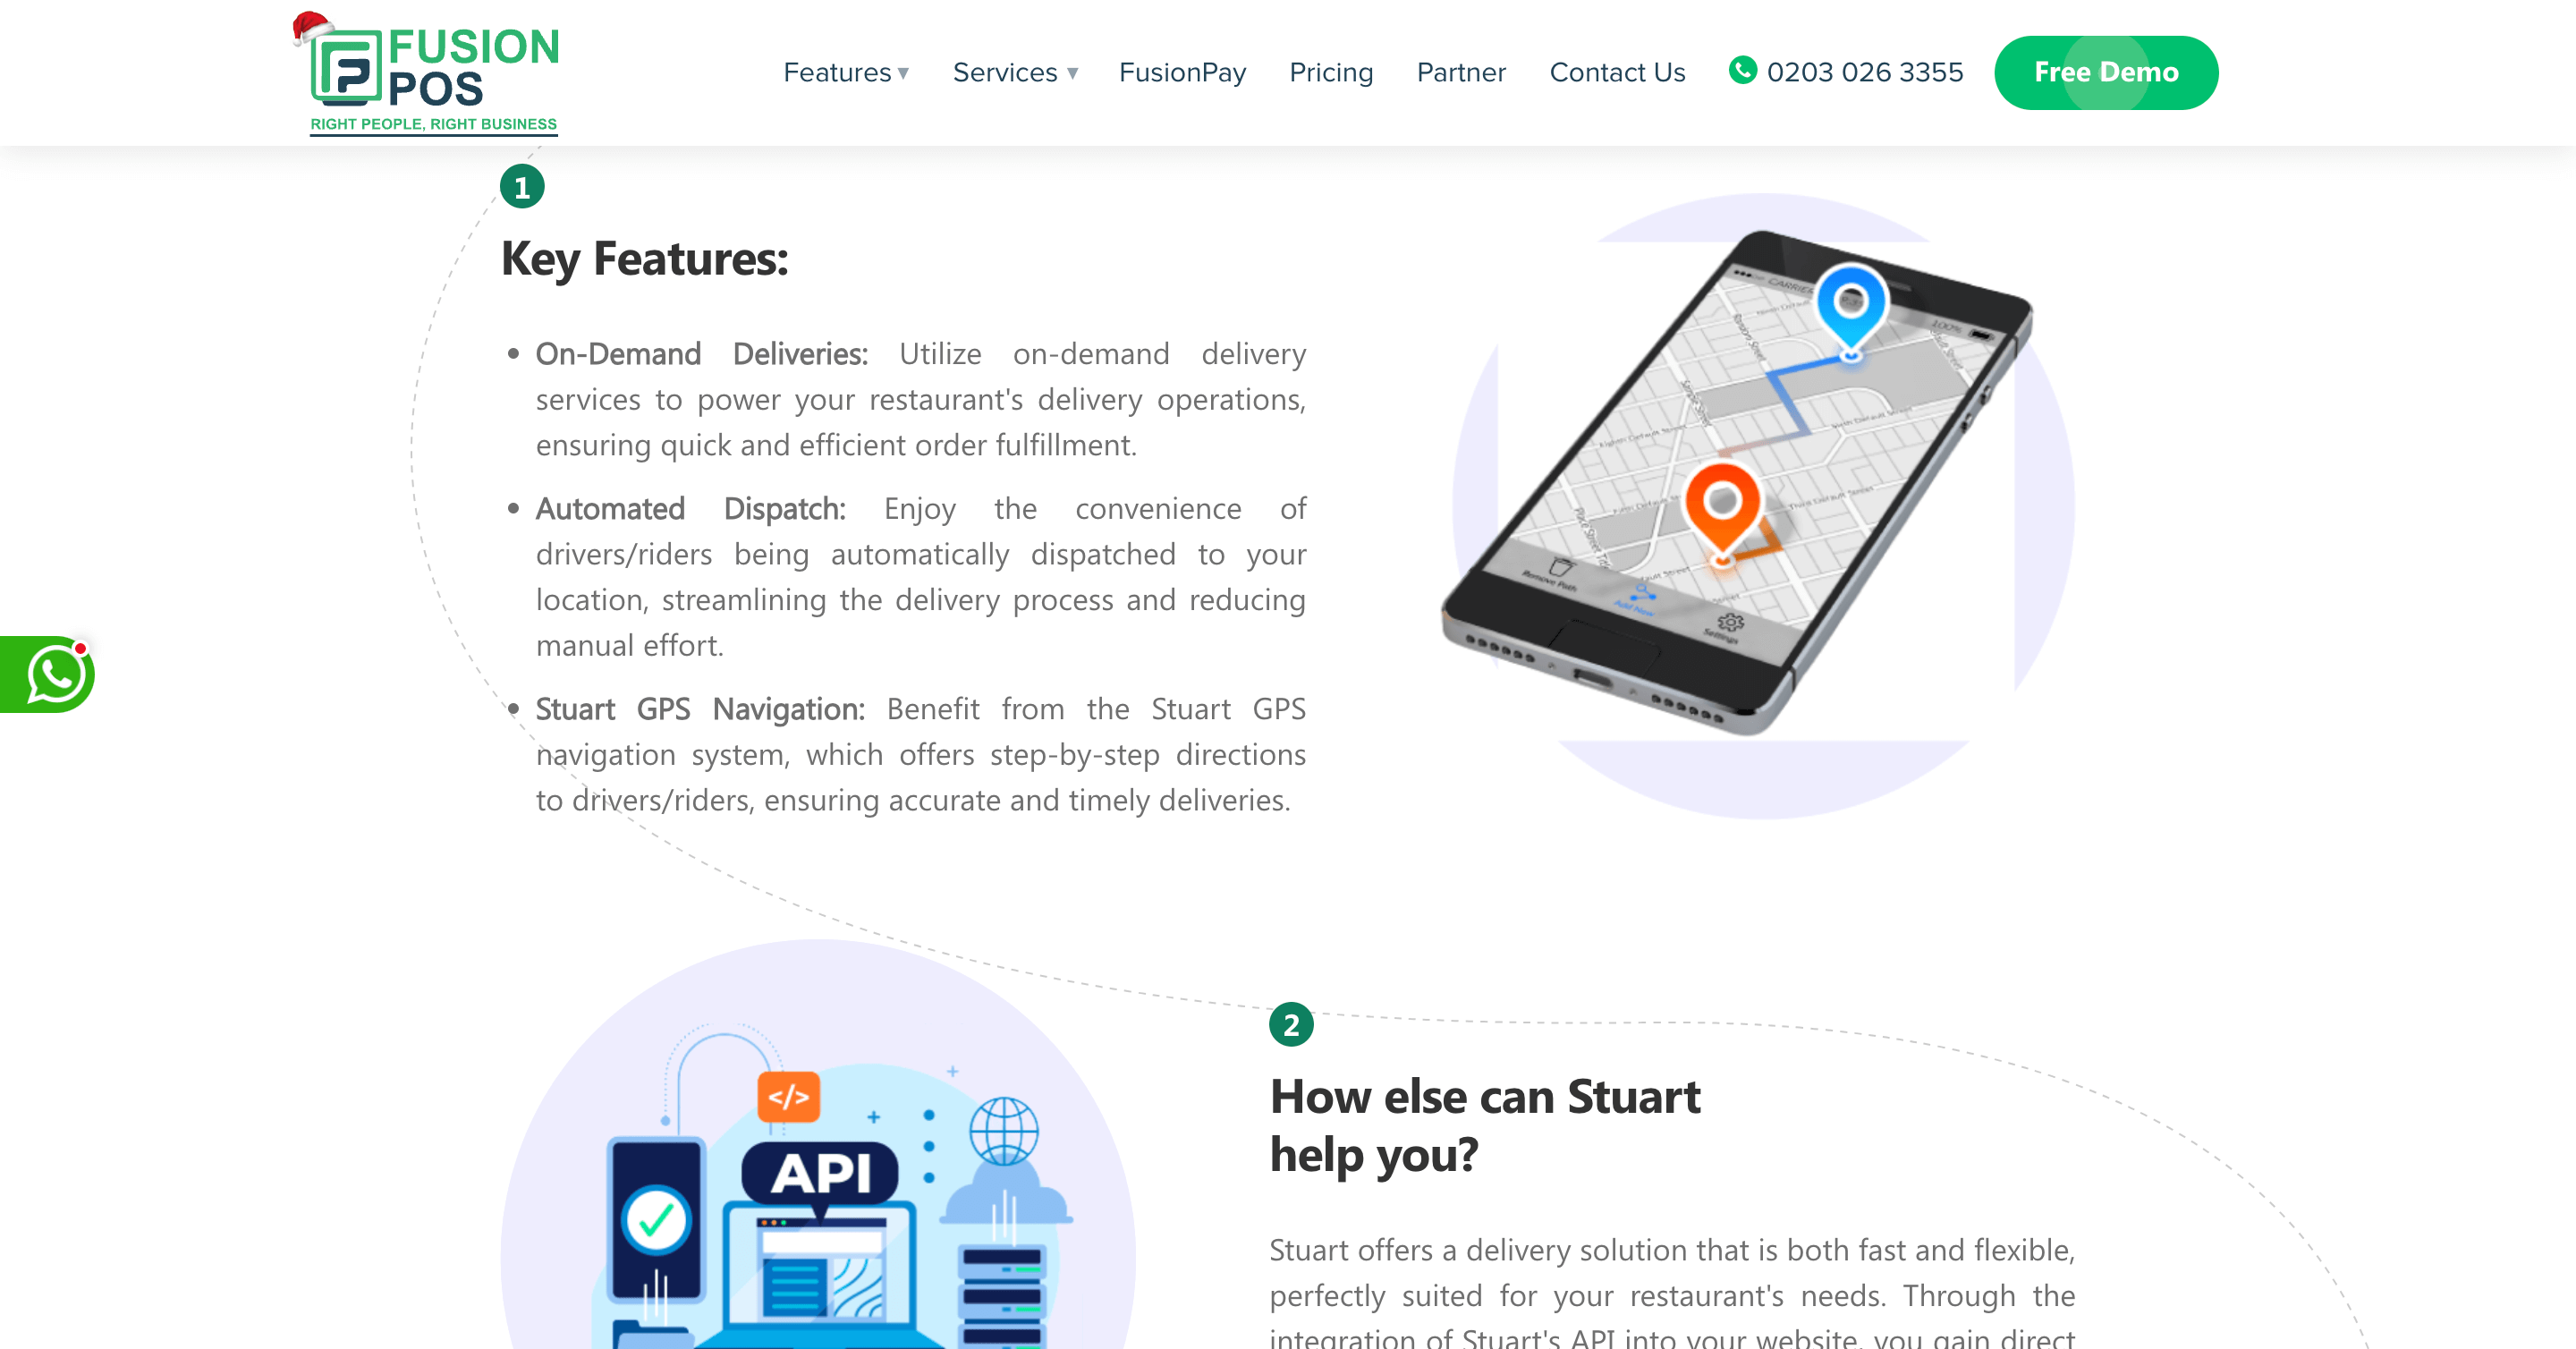 FUSION
POS
RIGHT PEOPLE, RIGHT BUSINESS
Features
Services
FusionPay
Pricing
Partner
Contact Us
0203 026 3355
Free Demo
1
Key Features:
On-Demand Deliveries: Utilize on-demand delivery
services to power your restaurant's delivery operations,
ensuring quick and efficient order fulfillment.
Automated Dispatch: Enjoy the convenience of
drivers/riders being automatically dispatched to your
location, streamlining the delivery process and reducing
manual effort.
Stuart GPS Navigation: Benefit from the Stuart GPS
navigation system, which offers step-by-step directions
to drivers/riders, ensuring accurate and timely deliveries.
100%
Remove Path
Add New
Settings
</>
API
2
How else can Stuart
help you?
Stuart offers a delivery solution that is both fast and flexible,
perfectly suited for your restaurant's needs. Through the
integration of Stuart's API into your website, you gain direct